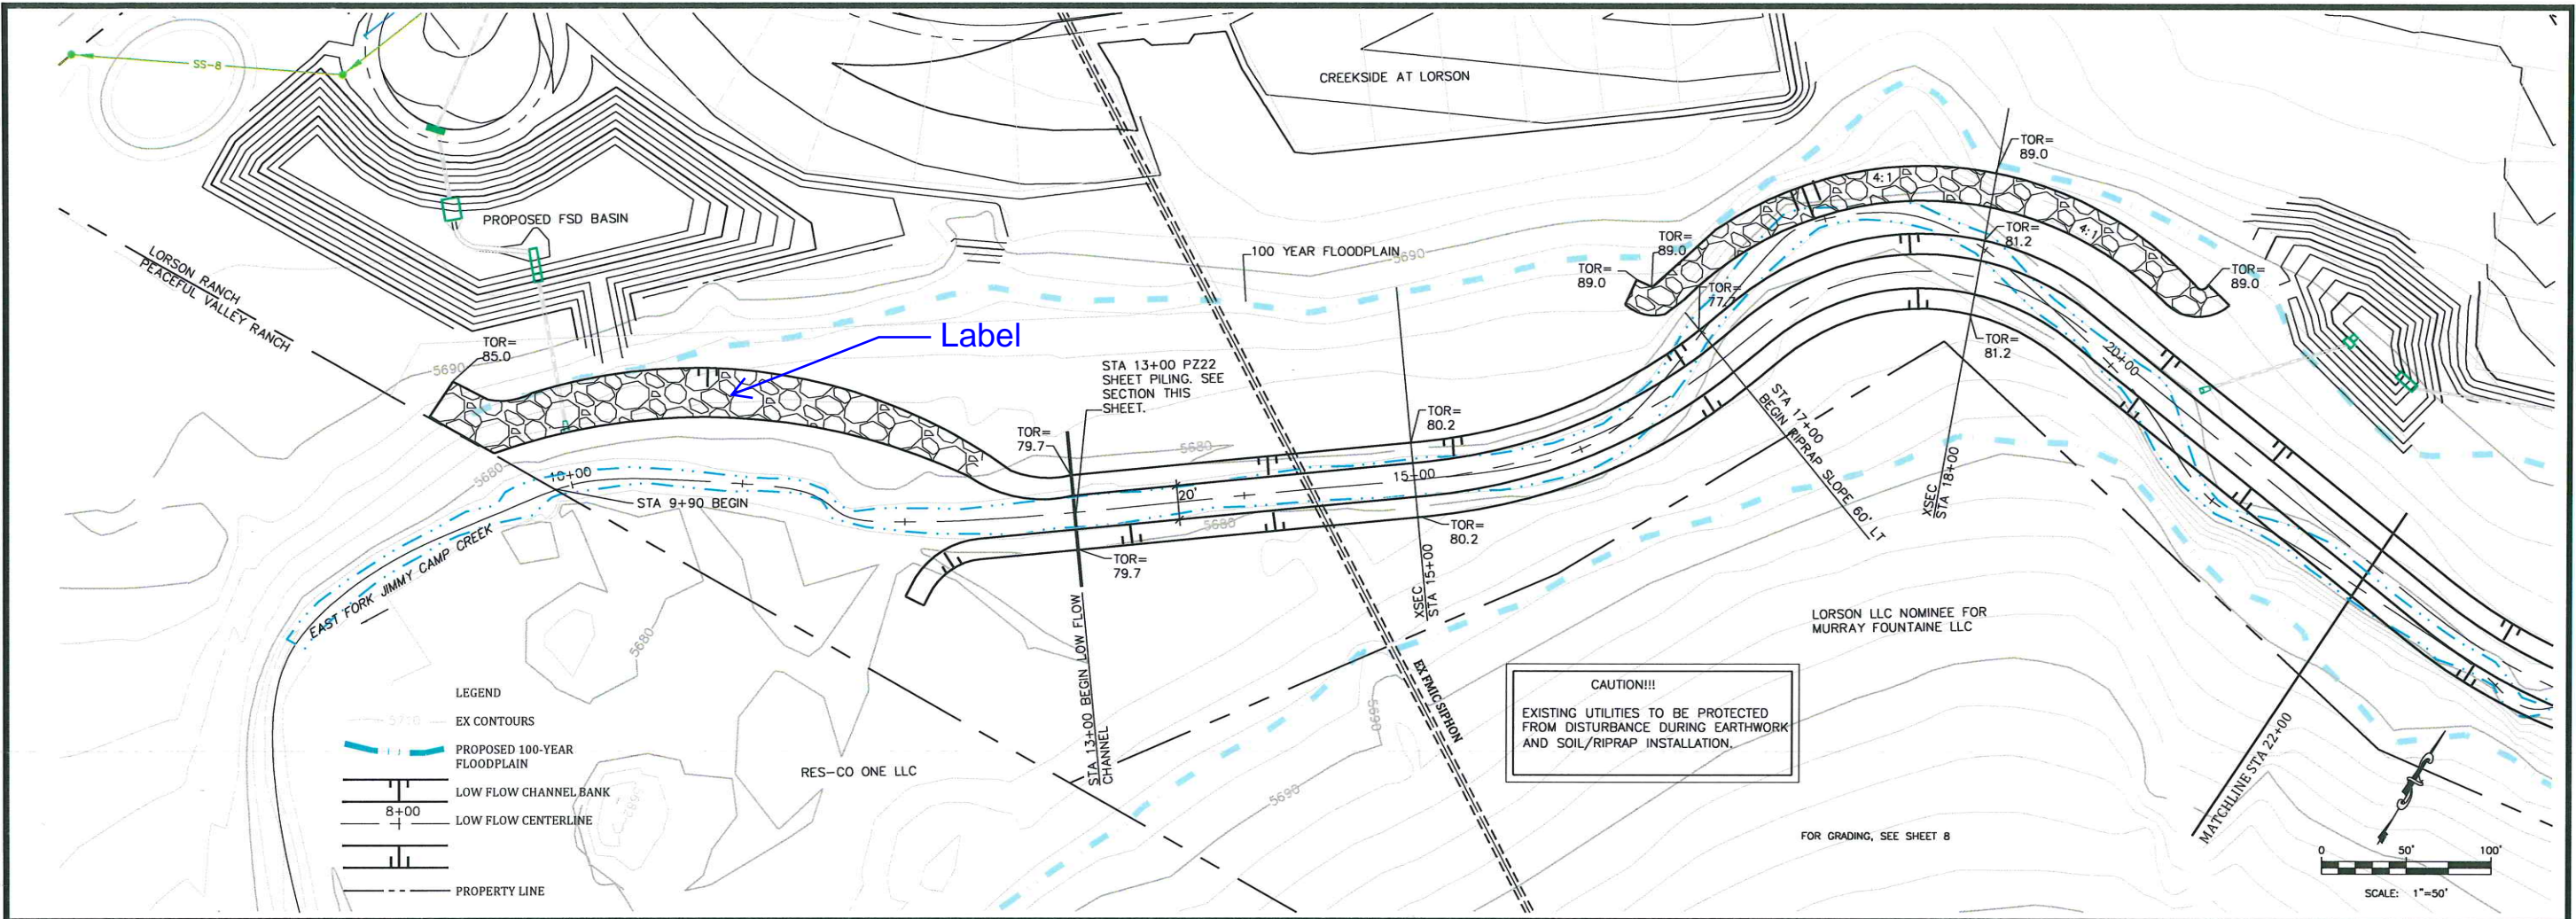 SS-8
CREEKSIDE AT LORSON
TOR=
89.0
4:1
PROPOSED FSD BASIN
TOR=
81.2
4:1
TOR=
89.0
100 YEAR FLOODPLAIN
5690
LORSON RANCH
PEACEFUL VALLEY RANCH
TOR=
89.0
TOR=
89.0
TOR=
77.7
Label
TOR=
85.0
5690
TOR=
81.2
20+00
STA 13+00 PZ22
SHEET PILING. SEE
SECTION THIS
SHEET.
STA 17+00
BEGIN RIPRAP SLOPE 60' LT
TOR=
80.2
TOR=
79.7
5680
5680
10+00
15+00
STA 9+90 BEGIN
20'
5680
XSEC
STA 18+00
TOR=
80.2
EAST FORK JIMMY CAMP CREEK
TOR=
79.7
XSEC
STA 15+00
LORSON LLC NOMINEE FOR
MURRAY FOUNTAINE LLC
5680
STA 13+00 BEGIN LOW FLOW
CHANNEL
EX FMIC SIPHON
CAUTION!!!
EXISTING UTILITIES TO BE PROTECTED
FROM DISTURBANCE DURING EARTHWORK
AND SOIL/RIPRAP INSTALLATION.
5690
5690
LEGEND
EX CONTOURS
PROPOSED 100-YEAR
FLOODPLAIN
LOW FLOW CHANNEL BANK
8+00
LOW FLOW CENTERLINE
PROPERTY LINE
RES-CO ONE LLC
MATCHLINE STA 22+00
FOR GRADING, SEE SHEET 8
0 50' 100'
SCALE: 1"=50'